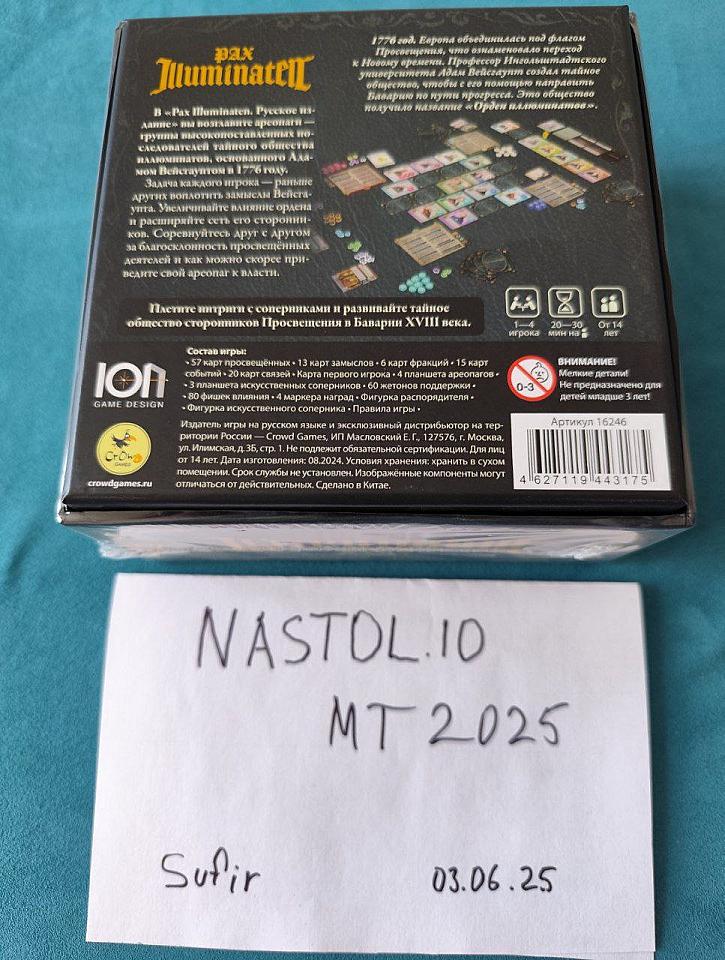 PAX
Illuminaten
1776 год. Европа объединилась под флагом
Просвещения, что ознаменовало переход
к Новому времени. Профессор Ингольштадтского
университета Адам Вейсгаупт создал тайное
общество, чтобы с его помощью направить
Баварию по пути прогресса. Это общество
получило название «Орден иллюминатов».
В «Pax Illuminaten. Русское из-
дание» вы возглавите ареопаги —
группы высокопоставленных по-
следователей тайного общества
иллюминатов, основанного Ада-
мом Вейсгауптом в 1776 году.
Задача каждого игрока — раньше
других воплотить замыслы Вейсга-
упта. Увеличивайте влияние ордена
и расширяйте сеть его сторонни-
ков. Соревнуйтесь друг с другом
за благосклонность просвещённых
деятелей и как можно скорее при-
ведите свой ареопаг к власти.
Плетите интриги с соперниками и развивайте тайное
общество сторонников Просвещения в Баварии XVIII века.
1—4
игрока
20—30
мин на
От 14
лет
ION
GAME DESIGN
Состав игры:
• 57 карт просвещённых • 13 карт замыслов • 6 карт фракций • 15 карт
событий • 20 карт связей • Карта первого игрока • 4 планшета ареопагов •
• 3 планшета искусственных соперников • 60 жетонов поддержки •
• 80 фишек влияния • 4 маркера наград • Фигурка распорядителя •
• Фигурка искусственного соперника • Правила игры •
0-3
ВНИМАНИЕ!
Мелкие детали!
Не предназначено для
детей младше 3 лет!
CrOwD
GAMES
crowdgames.ru
Издатель игры на русском языке и эксклюзивный дистрибьютор на тер-
ритории России — Crowd Games, ИП Масловский Е. Г., 127576, г. Москва,
ул. Илимская, д.3Б, стр. 1. Не подлежит обязательной сертификации. Для лиц
от 14 лет. Дата изготовления: 08.2024. Условия хранения: хранить в сухом
помещении. Срок службы не установлен. Изображённые компоненты могут
отличаться от действительных. Сделано в Китае.
Артикул 16246
4 627119 443175
NASTOL.IO
MT 2025
Sufir 03.06.25